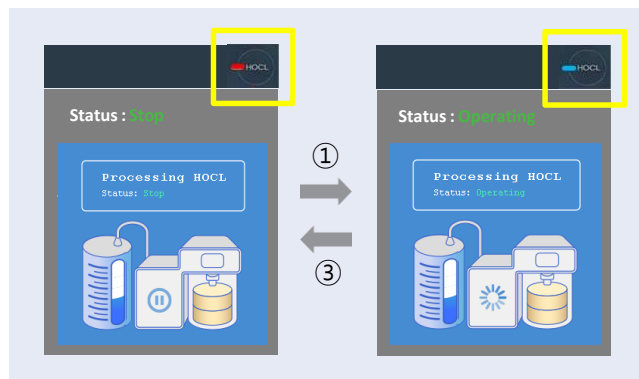 HOCL
Status : Stop
Processing HOCL
Status: Stop
①
③
HOCL
Status : Operating
Processing HOCL
Status: Operating